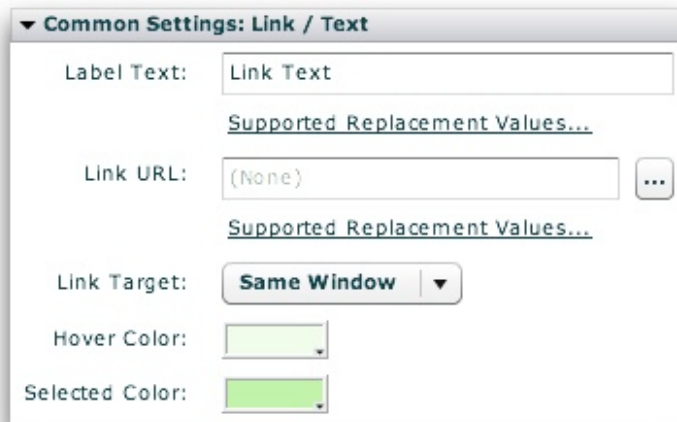 Common Settings: Link / Text
Label Text: Link Text
Supported Replacement Values...
Link URL: (None) ...
Supported Replacement Values...
Link Target: Same Window
Hover Color:
Selected Color: